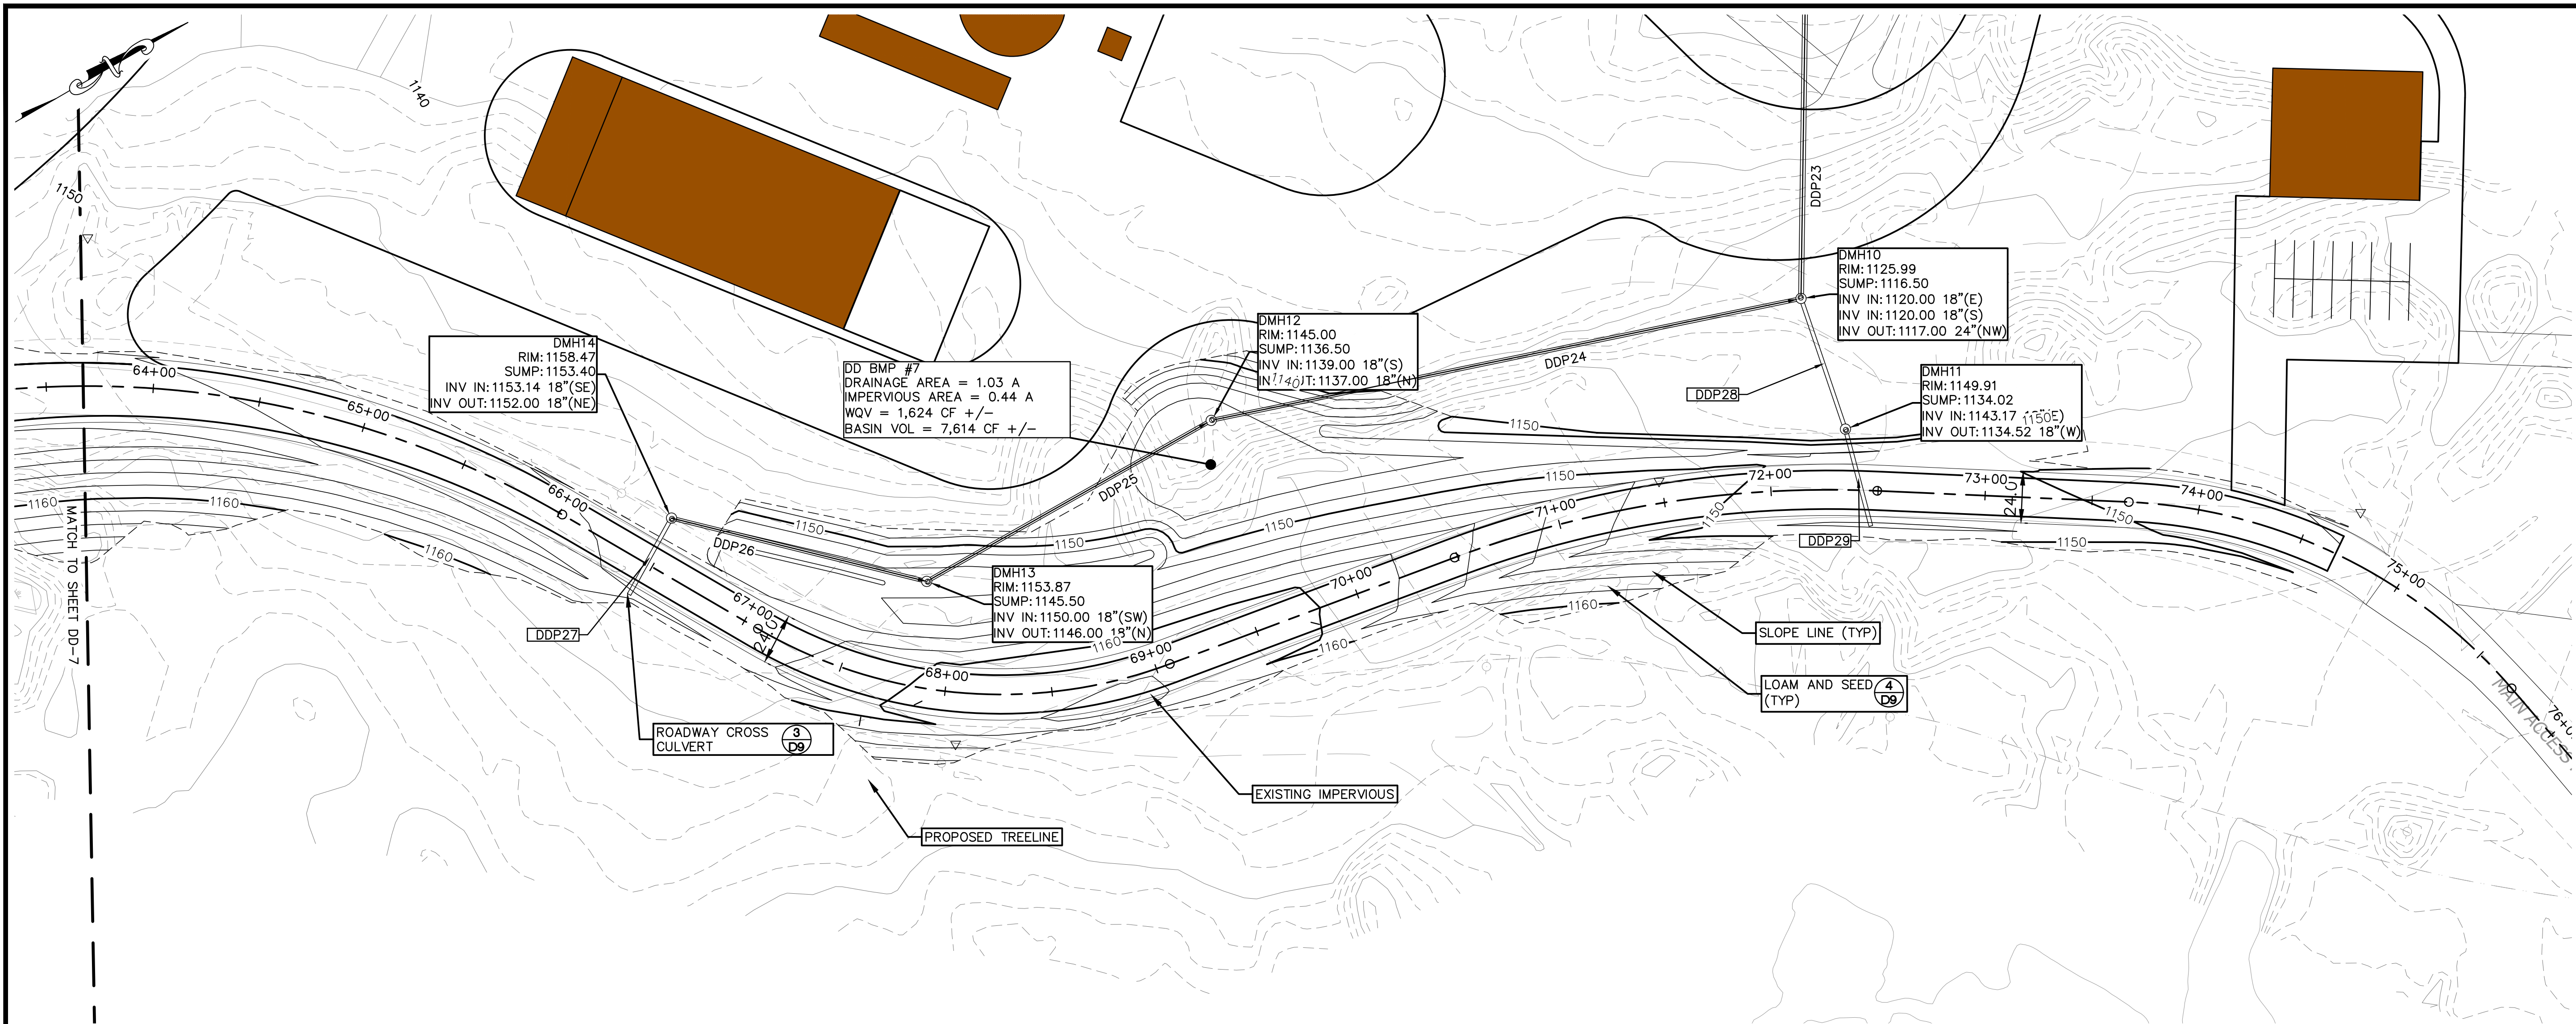 1140
1150
MATCH TO SHEET DD-7
64+00
65+00
66+00
67+00
68+00
69+00
70+00
71+00
72+00
73+00
74+00
75+00
DMH14
RIM:1158.47
SUMP:1153.40
INV IN:1153.14 18"(SE)
INV OUT:1152.00 18"(NE)
DD BMP #7
DRAINAGE AREA = 1.03 A
IMPERVIOUS AREA = 0.44 A
WQV = 1,624 CF +/-
BASIN VOL = 7,614 CF +/-
DMH12
RIM:1145.00
SUMP:1136.50
INV IN:1139.00 18"(S)
1140
1137.00 18"(N)
DMH10
RIM:1125.99
SUMP:1116.50
INV IN:1120.00 18"(E)
INV IN:1120.00 18"(S)
INV OUT:1117.00 24"(NW)
DMH11
RIM:1149.91
SUMP:1134.02
INV IN:1143.17
1150
INV OUT:1134.52 18"(W)
DMH13
RIM:1153.87
SUMP:1145.50
INV IN:1150.00 18"(SW)
INV OUT:1146.00 18"(N)
DDP23
DDP24
DDP25
DDP26
DDP27
DDP28
DDP29
1160
1160
1160
1150
1150
1150
1150
1150
1150
1150
1150
1160
1160
1160
24.0
24.0
ROADWAY CROSS
CULVERT
3
D9
PROPOSED TREELINE
EXISTING IMPERVIOUS
SLOPE LINE (TYP)
LOAM AND SEED
(TYP)
4
D9
MAIN ACCESS